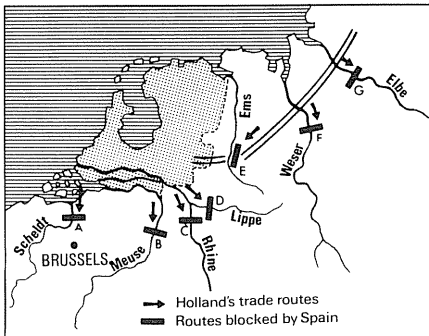 Elbe
G
Ems
F
E
Weser
D
Lippe
A
B
C
Scheldt
BRUSSELS
Meuse
Rhine
Holland's trade routes
Routes blocked by Spain